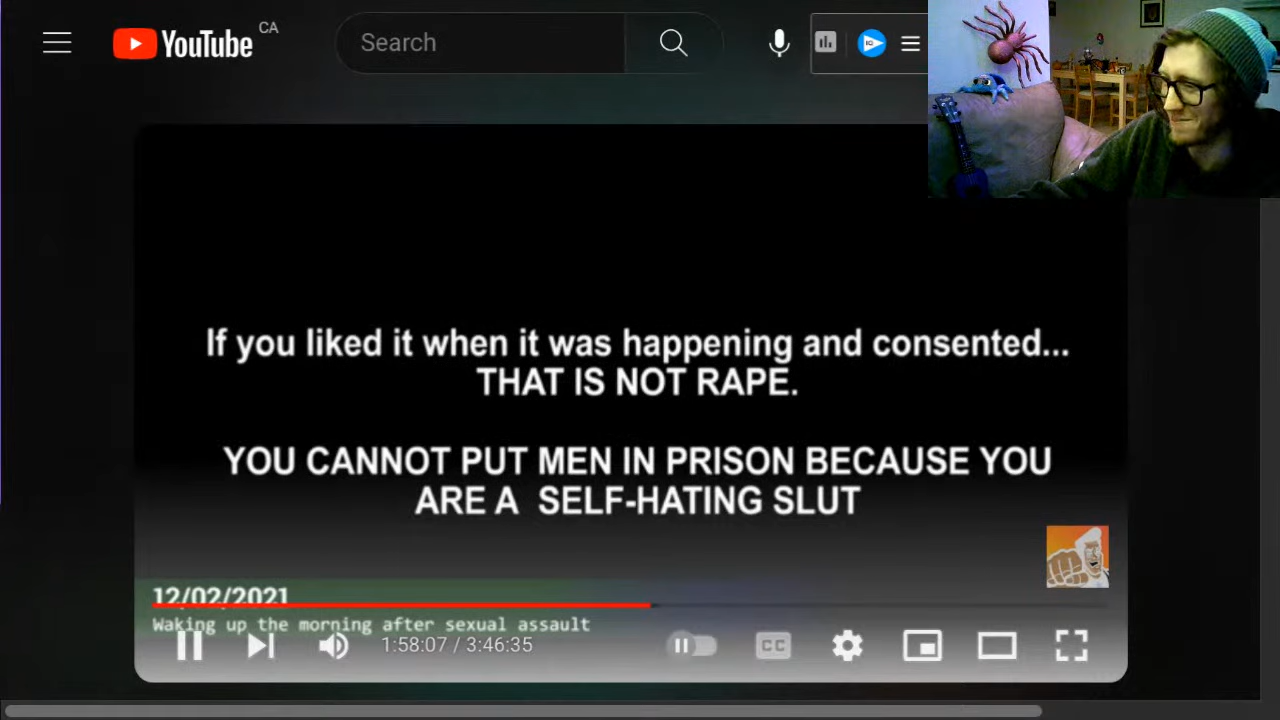 YouTube CA
Search
IG
If you liked it when it was happening and consented...
THAT IS NOT RAPE.
YOU CANNOT PUT MEN IN PRISON BECAUSE YOU
ARE A SELF-HATING SLUT
12/02/2021
Waking up the morning after sexual assault
1:58:07 / 3:46:35
CC